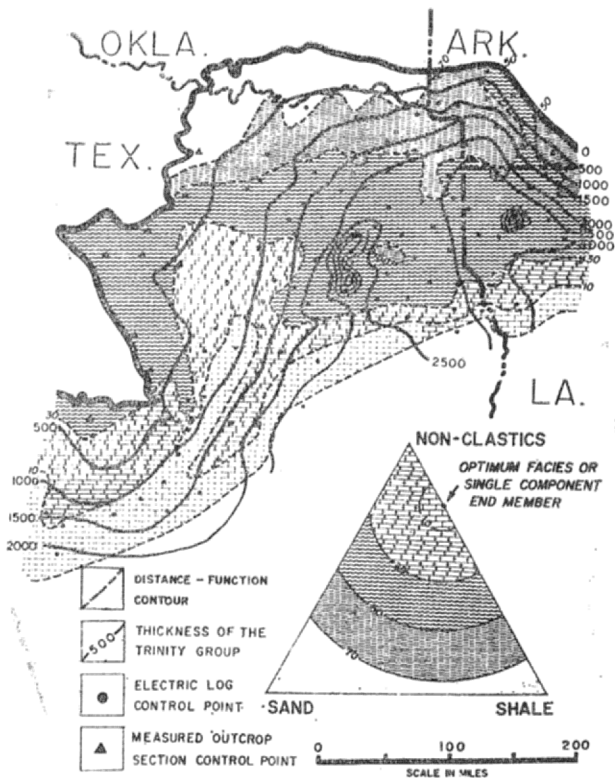 OKLA.
ARK.
TEX.
0
500
1000
1500
2500
LA.
30
500
10
1000
1500
2000
NON-CLASTICS
OPTIMUM FACIES OR
SINGLE COMPONENT
END MEMBER
SAND
SHALE
DISTANCE – FUNCTION
CONTOUR
500
THICKNESS OF THE
TRINITY GROUP
ELECTRIC LOG
CONTROL POINT
MEASURED OUTCROP
SECTION CONTROL POINT
0
100
200
SCALE IN MILES